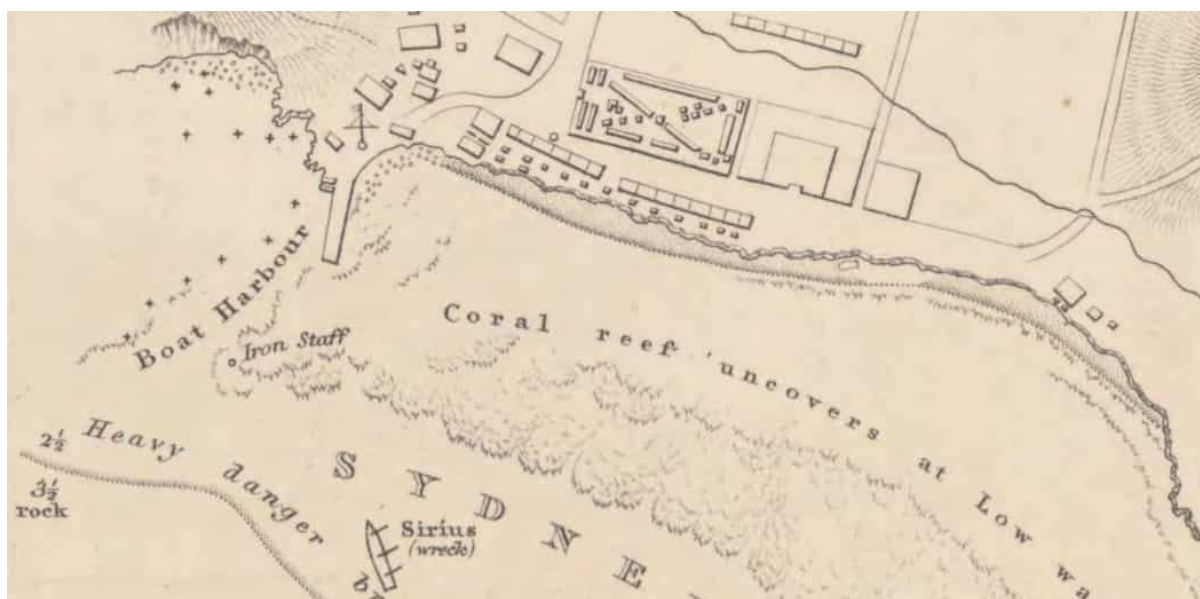 Boat Harbour
Iron Staff
Coral reef uncovers at Low wa
2½
Heavy danger
3½
rock
SYDNE
Sirius
(wreck)